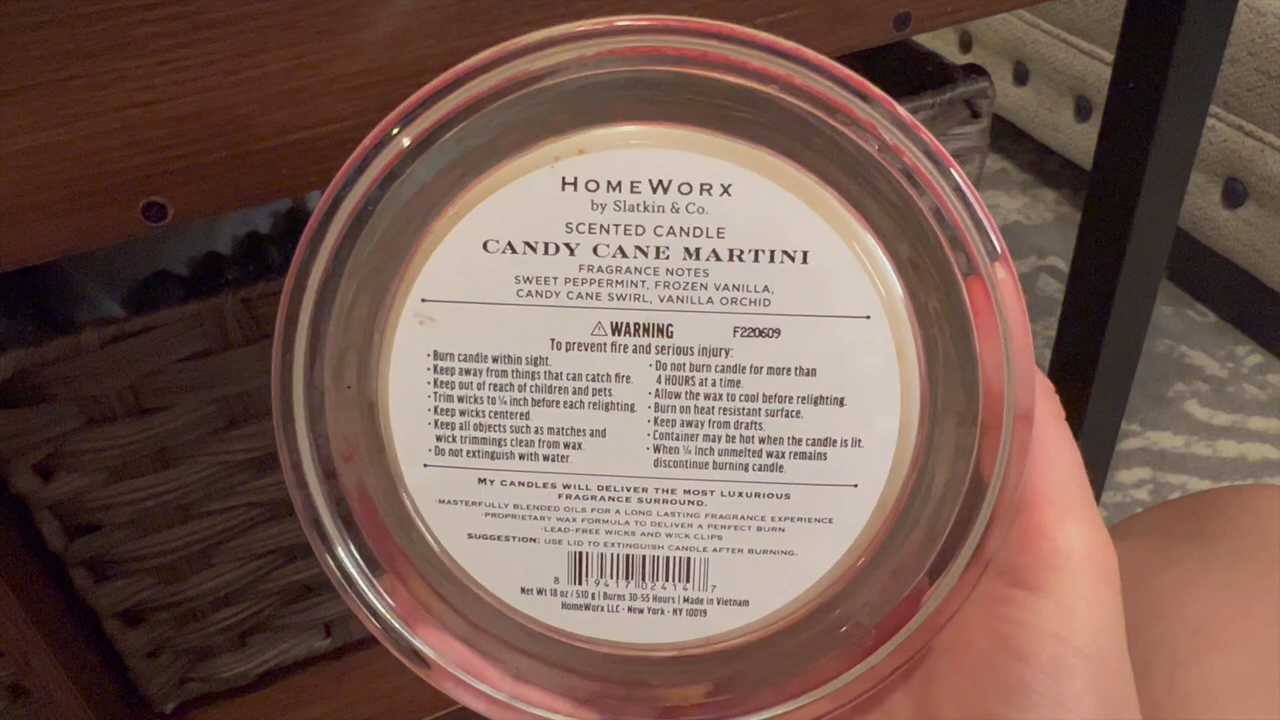 HOMEWORX
by Slatkin & Co.
SCENTED CANDLE
CANDY CANE MARTINI
FRAGRANCE NOTES
SWEET PEPPERMINT, FROZEN VANILLA,
CANDY CANE SWIRL, VANILLA ORCHID
⚠WARNING F220609
To prevent fire and serious injury:
• Burn candle within sight.
• Keep away from things that can catch fire.
• Keep out of reach of children and pets.
• Trim wicks to ¼ inch before each relighting.
• Keep wicks centered.
• Keep all objects such as matches and
wick trimmings clean from wax.
• Do not extinguish with water.
• Do not burn candle for more than
4 HOURS at a time.
• Allow the wax to cool before relighting.
• Burn on heat resistant surface.
• Keep away from drafts.
• Container may be hot when the candle is lit.
• When ¼ inch unmelted wax remains
discontinue burning candle.
MY CANDLES WILL DELIVER THE MOST LUXURIOUS
FRAGRANCE SURROUND.
•MASTERFULLY BLENDED OILS FOR A LONG LASTING FRAGRANCE EXPERIENCE
•PROPRIETARY WAX FORMULA TO DELIVER A PERFECT BURN
•LEAD-FREE WICKS AND WICK CLIPS
SUGGESTION: USE LID TO EXTINGUISH CANDLE AFTER BURNING.
8 19417 02414 7
Net Wt 18 oz / 510 g | Burns 30-55 Hours | Made in Vietnam
HomeWorx LLC • New York • NY 10019